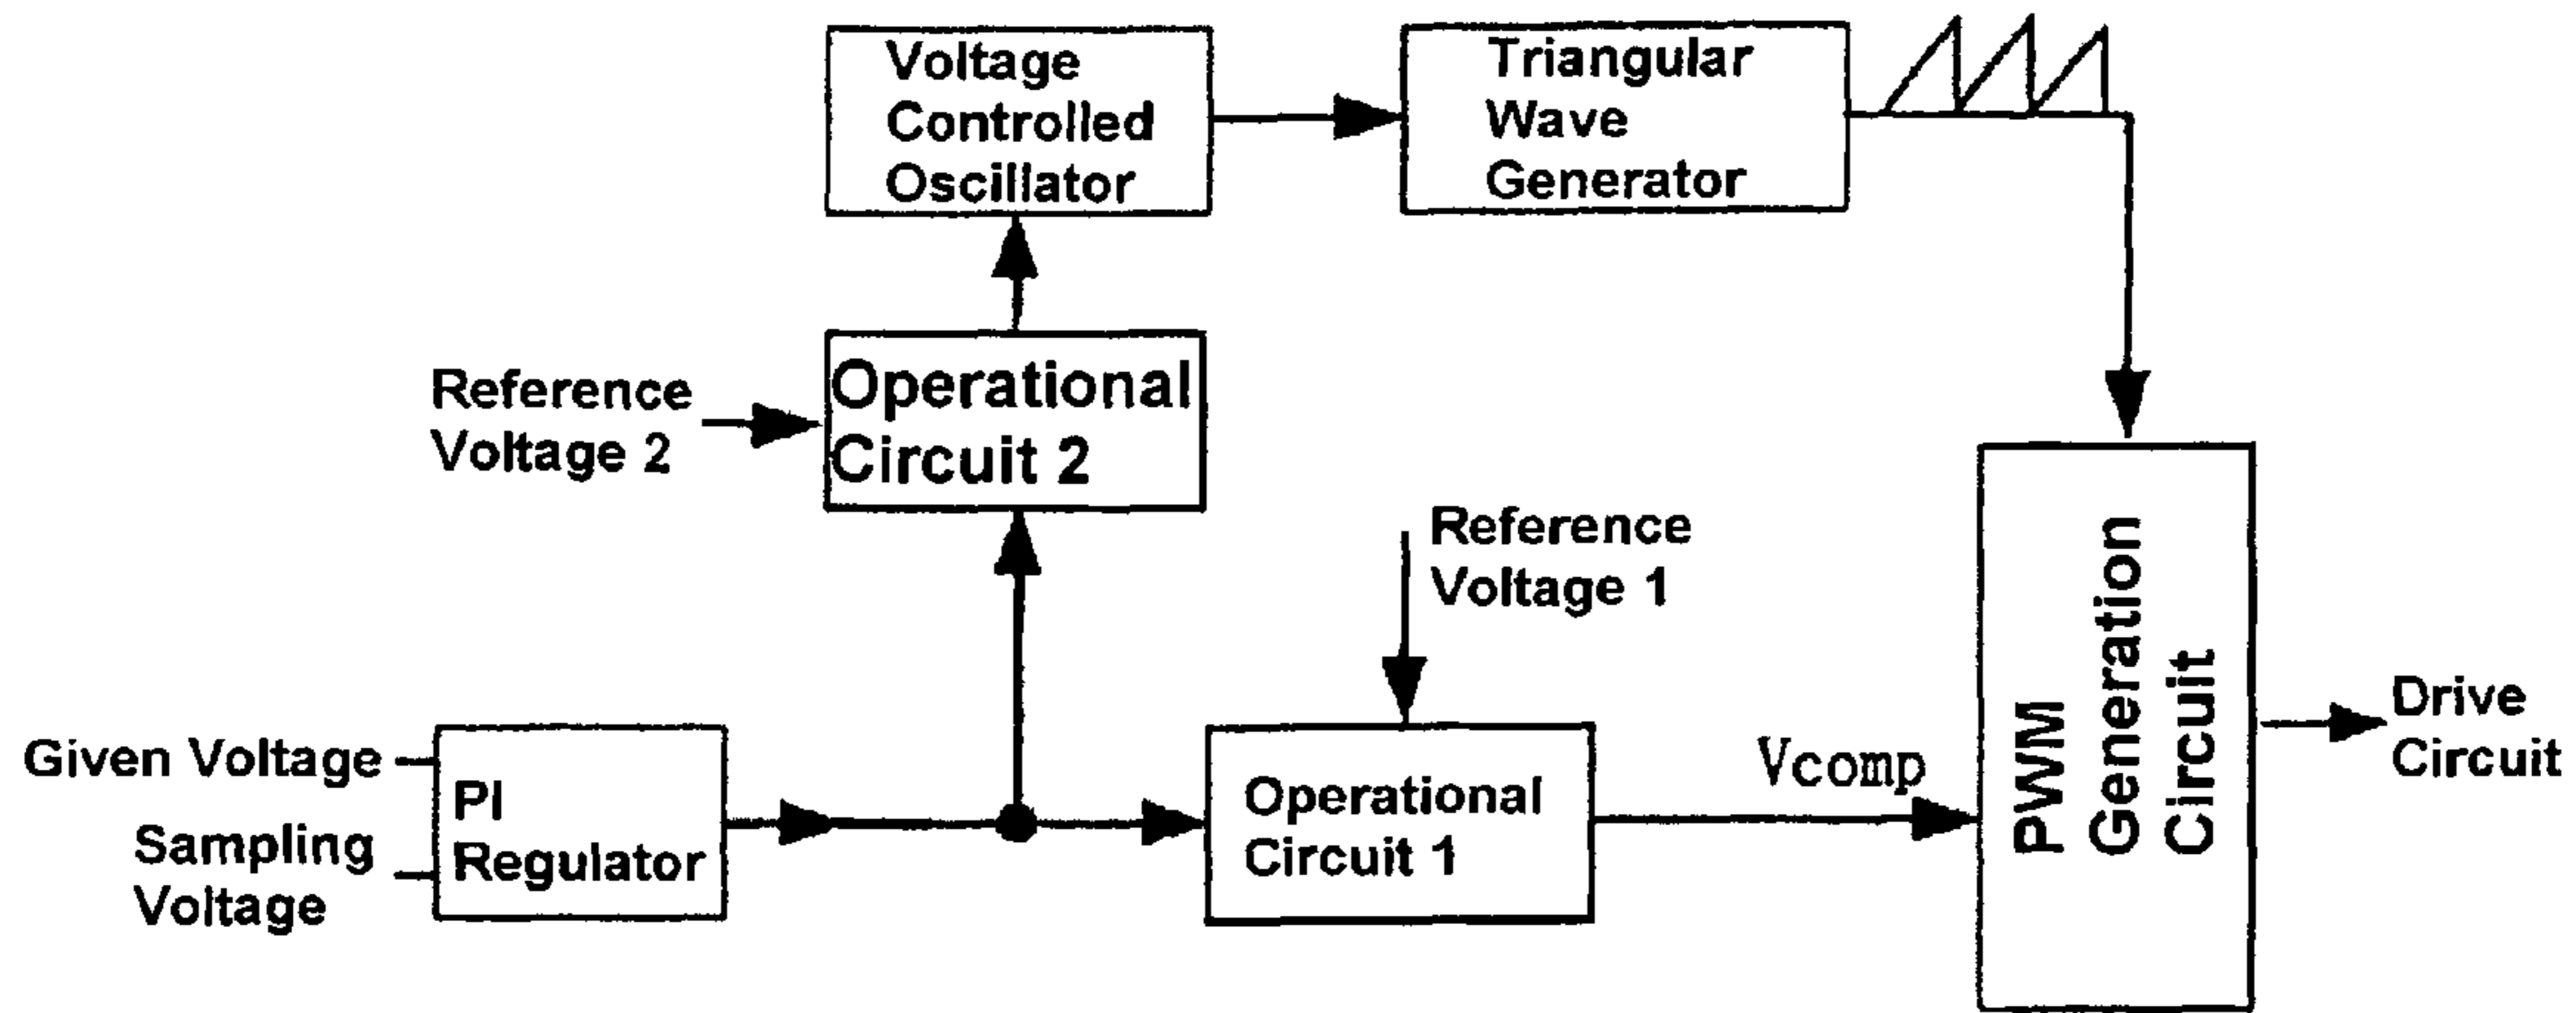 Voltage
Controlled
Oscillator
Triangular
Wave
Generator
Reference
Voltage 2
Operational
Circuit 2
Reference
Voltage 1
Given Voltage
Sampling
Voltage
PI
Regulator
Operational
Circuit 1
Vcomp
PWM
Generation
Circuit
Drive
Circuit